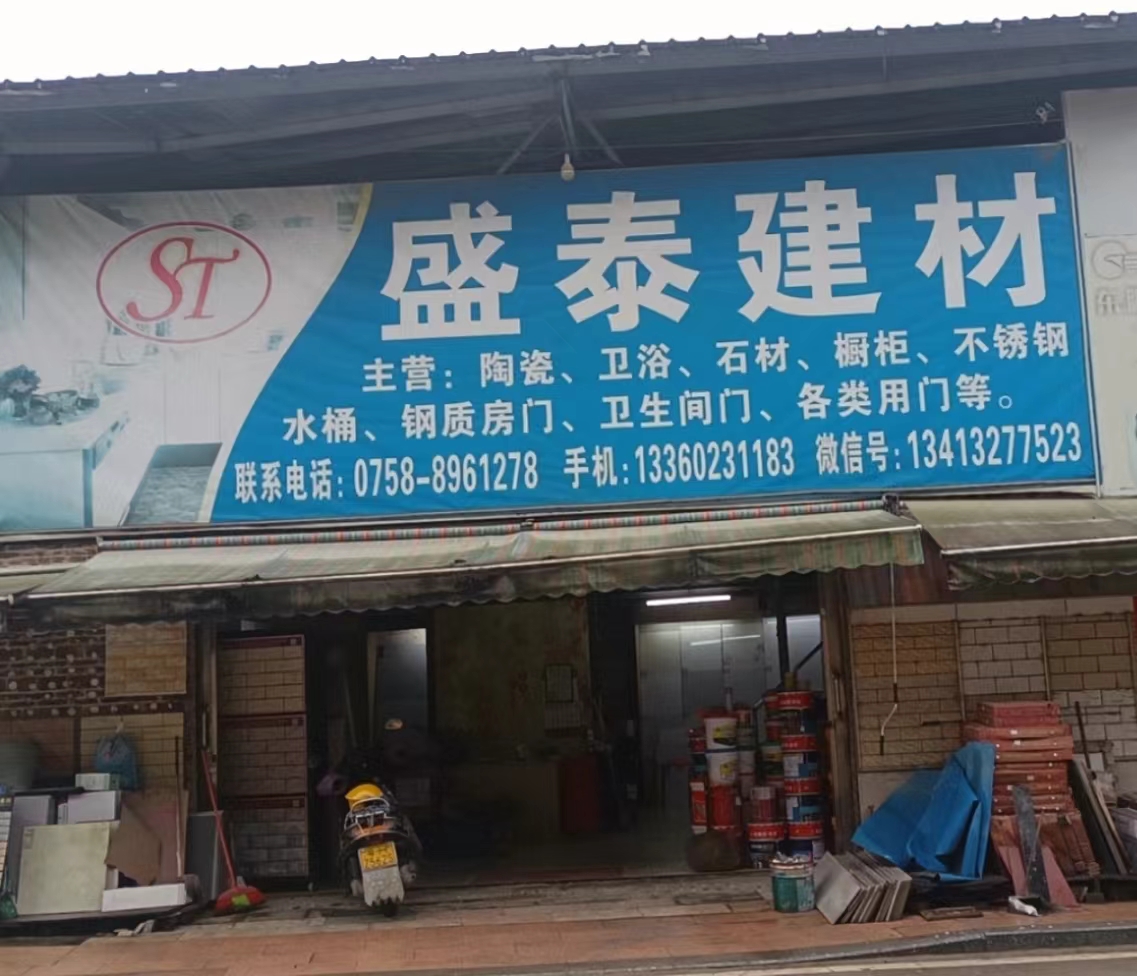 ST
盛泰建材
主营：陶瓷、卫浴、石材、橱柜、不锈钢
水桶、钢质房门、卫生间门、各类用门等。
联系电话：0758-8961278 手机：13360231183 微信号：13413277523